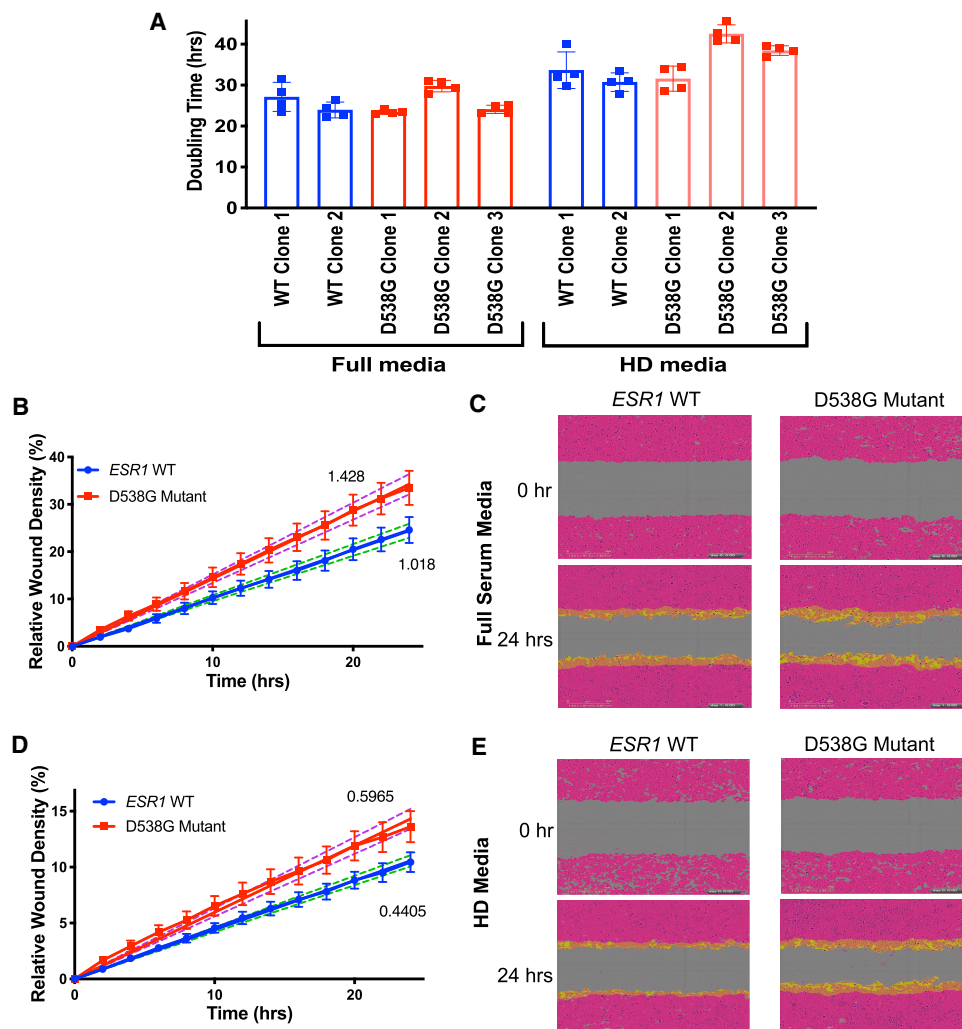 A
Doubling Time (hrs)
40
30
20
10
0
WT Clone 1
WT Clone 2
D538G Clone 1
D538G Clone 2
D538G Clone 3
WT Clone 1
WT Clone 2
D538G Clone 1
D538G Clone 2
D538G Clone 3
Full media
HD media
B
Relative Wound Density (%)
40
30
20
10
0
ESR1 WT
D538G Mutant
1.428
1.018
0
10
20
Time (hrs)
C
ESR1 WT
D538G Mutant
Full Serum Media
0 hr
24 hrs
D
Relative Wound Density (%)
15
10
5
0
ESR1 WT
D538G Mutant
0.5965
0.4405
0
10
20
Time (hrs)
E
ESR1 WT
D538G Mutant
HD Media
0 hr
24 hrs